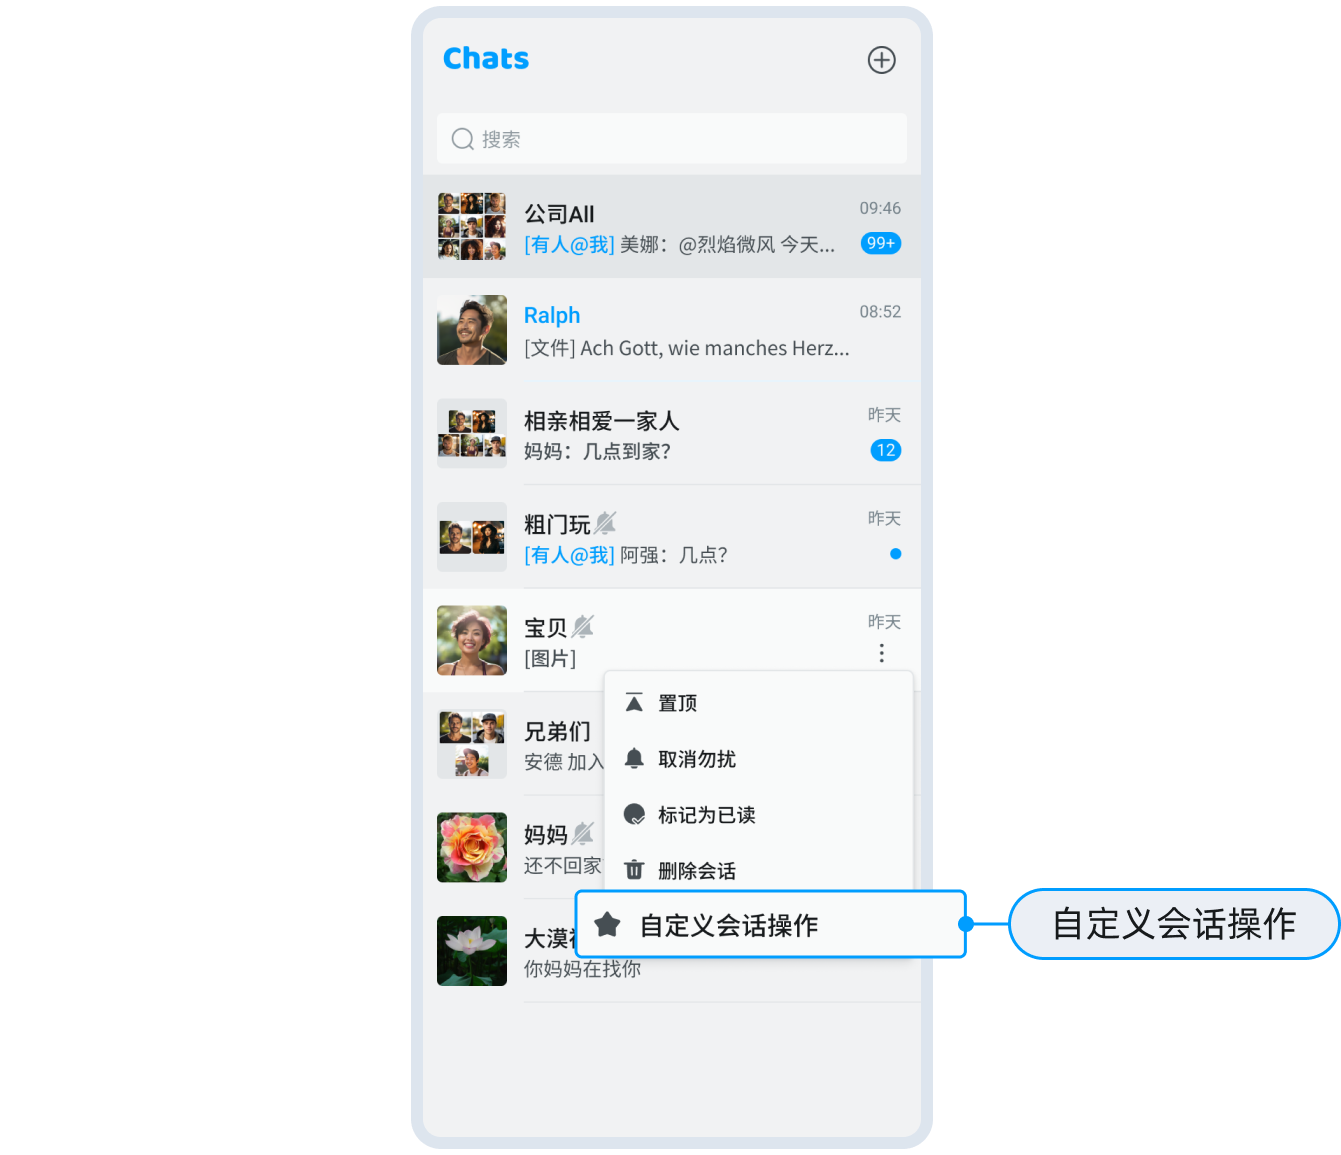 Chats
搜索
公司All
09:46
[有人@我] 美娜：@烈焰微风 今天...
99+
Ralph
08:52
[文件] Ach Gott, wie manches Herz...
相亲相爱一家人
昨天
妈妈：几点到家？
12
粗门玩
昨天
[有人@我] 阿强：几点？
宝贝
昨天
[图片]
置顶
兄弟们
取消勿扰
安德 加入
标记为已读
妈妈
还不回家
删除会话
自定义会话操作
自定义会话操作
大漠
你妈妈在找你